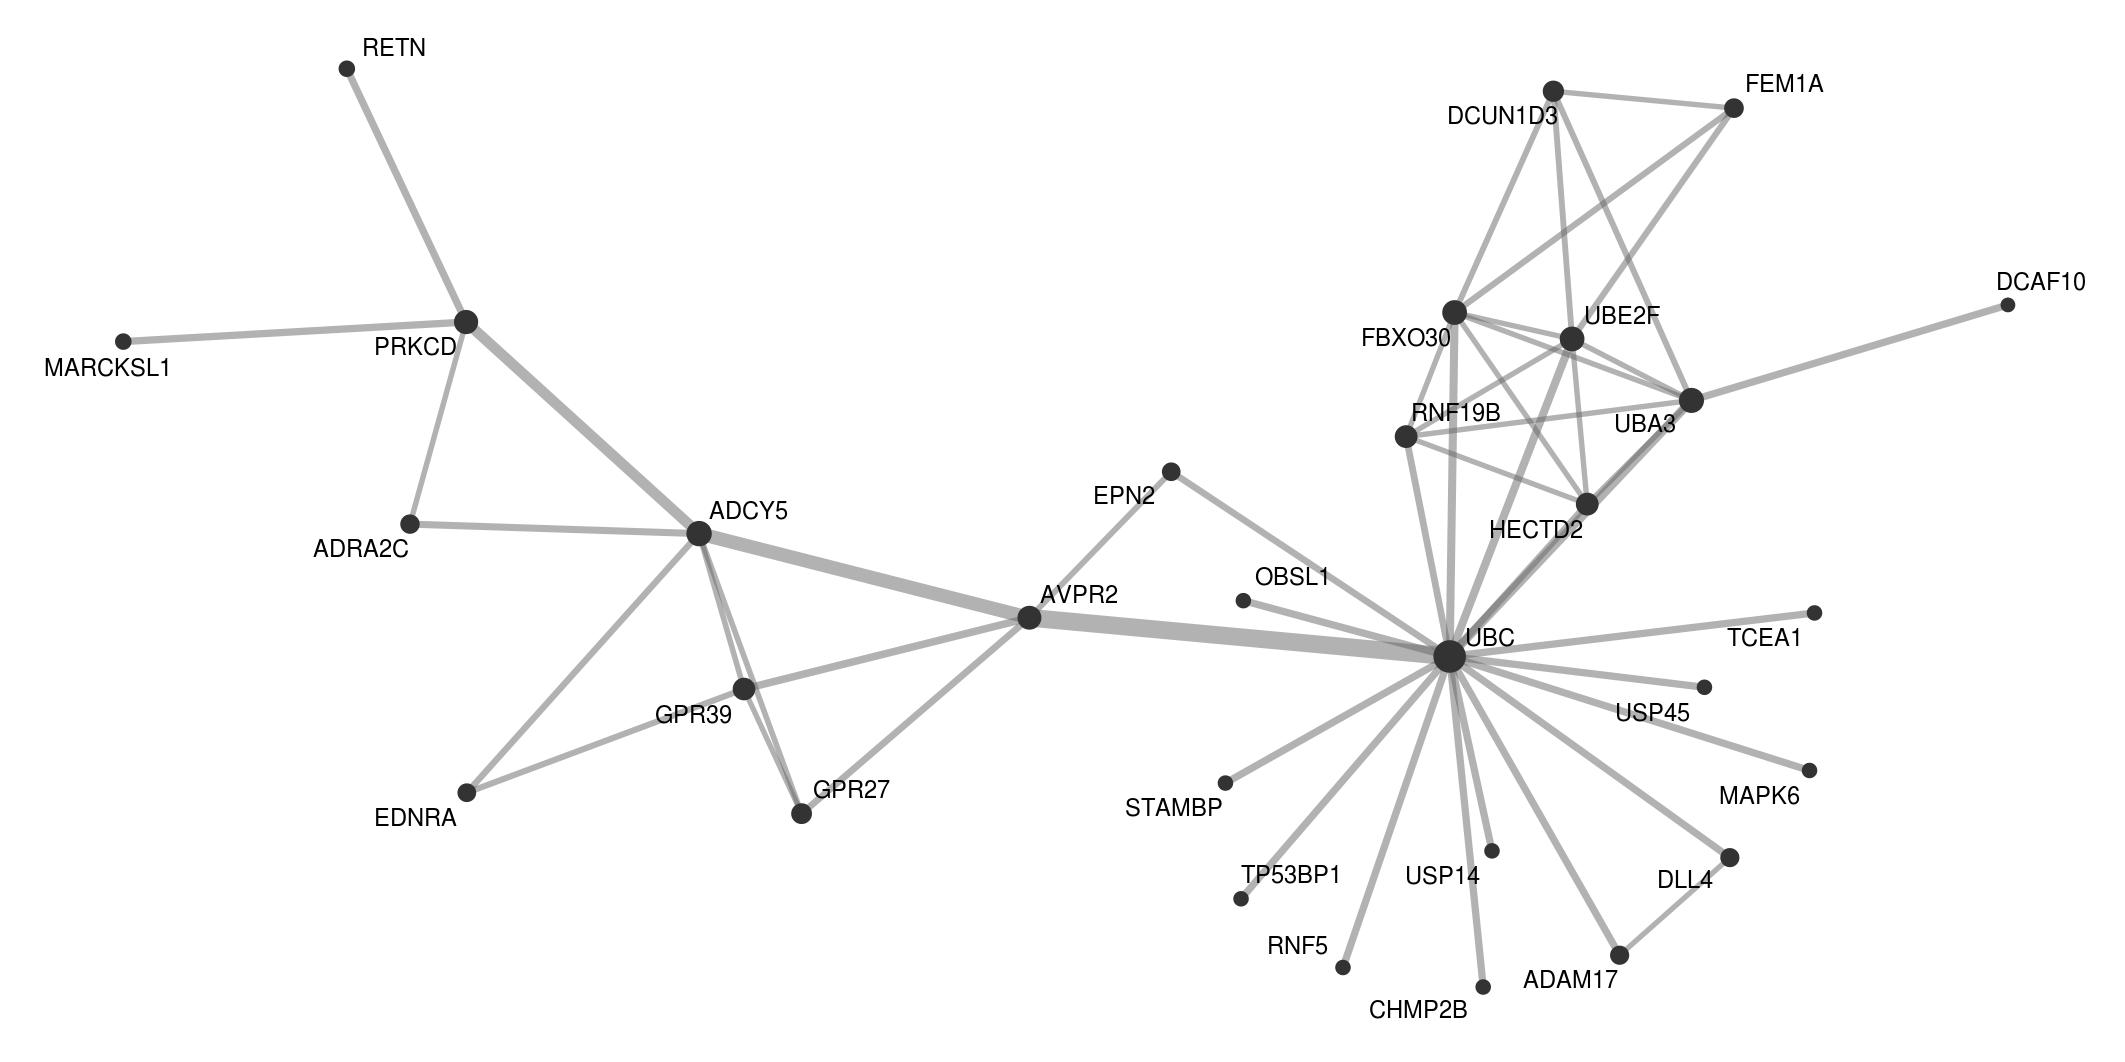 RETN
FEM1A
DCUN1D3
DCAF10
UBE2F
FBXO30
PRKCD
MARCKSL1
RNF19B
UBA3
EPN2
ADCY5
HECTD2
ADRA2C
OBSL1
AVPR2
UBC
TCEA1
USP45
GPR39
GPR27
MAPK6
STAMBP
EDNRA
TP53BP1
USP14
DLL4
RNF5
ADAM17
CHMP2B